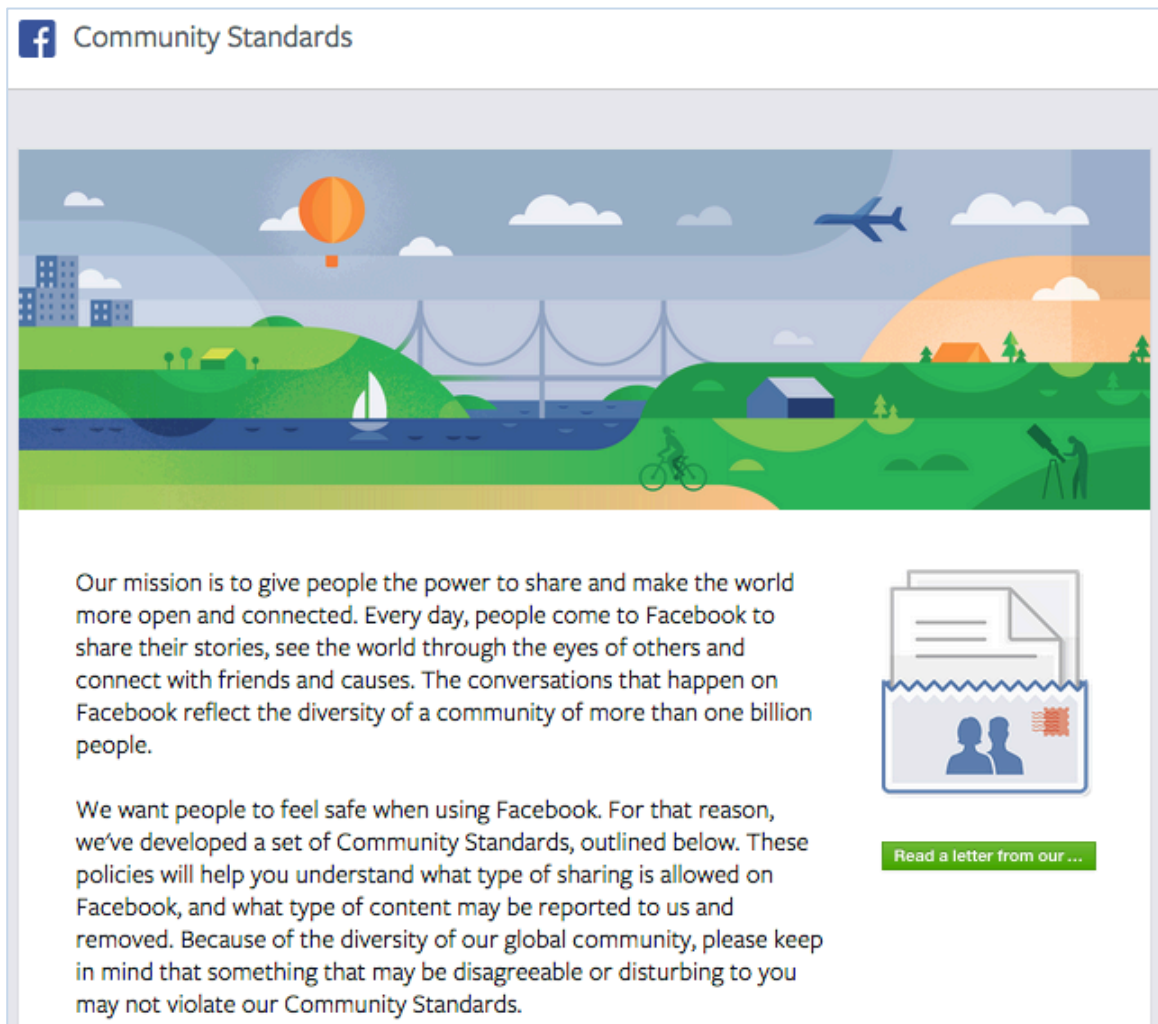 f Community Standards
Our mission is to give people the power to share and make the world
more open and connected. Every day, people come to Facebook to
share their stories, see the world through the eyes of others and
connect with friends and causes. The conversations that happen on
Facebook reflect the diversity of a community of more than one billion
people.
We want people to feel safe when using Facebook. For that reason,
we've developed a set of Community Standards, outlined below. These
policies will help you understand what type of sharing is allowed on
Facebook, and what type of content may be reported to us and
removed. Because of the diversity of our global community, please keep
in mind that something that may be disagreeable or disturbing to you
may not violate our Community Standards.
Read a letter from our ...